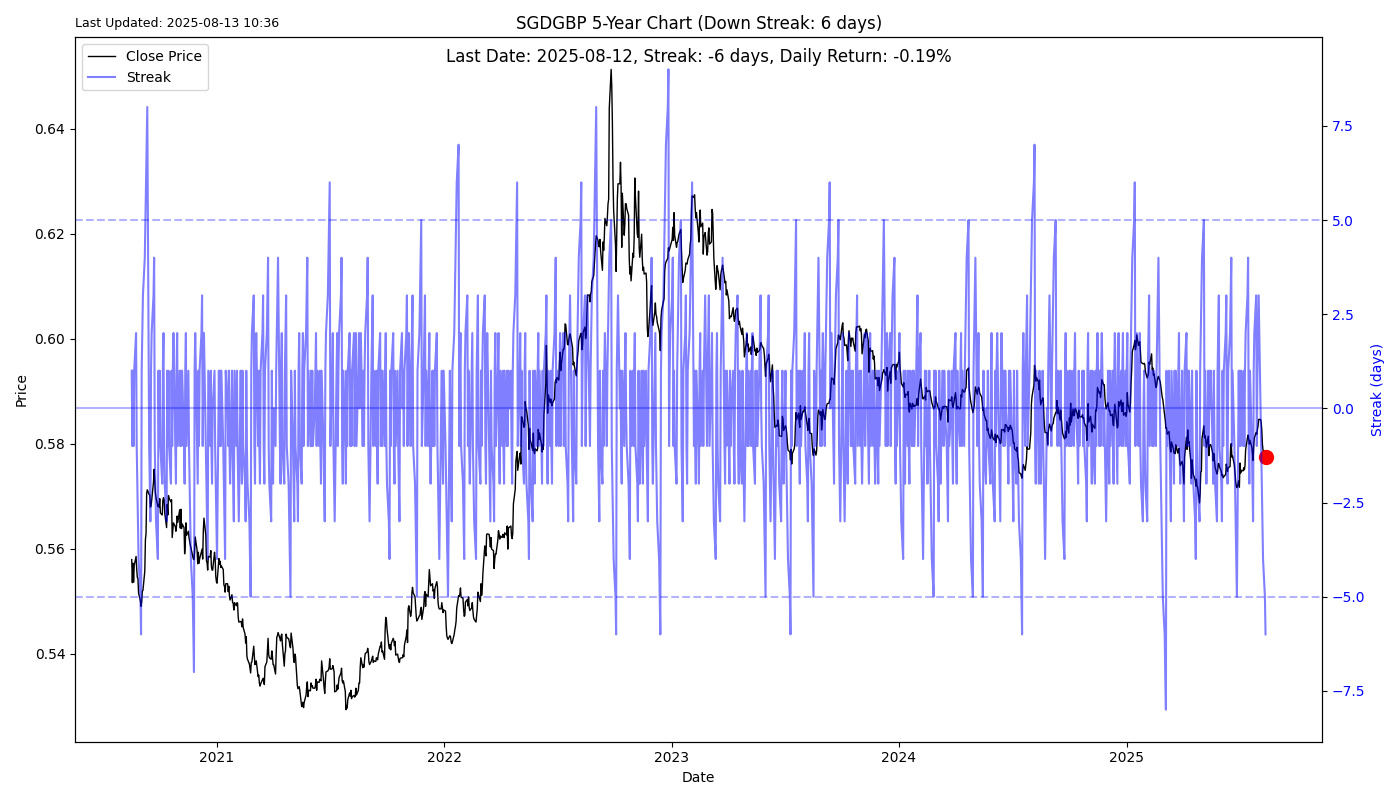 Last Updated: 2025-08-13 10:36
SGDGBP 5-Year Chart (Down Streak: 6 days)
Last Date: 2025-08-12, Streak: -6 days, Daily Return: -0.19%
Close Price
Streak
0.64
0.62
0.60
0.58
0.56
0.54
Price
7.5
5.0
2.5
0.0
−2.5
−5.0
−7.5
Streak (days)
2021 2022 2023 2024 2025
Date